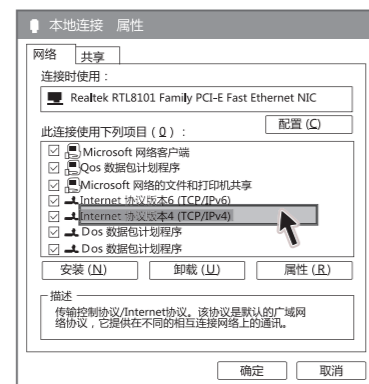 本地连接 属性
网络 共享
连接时使用：
Realtek RTL8101 Family PCI-E Fast Ethernet NIC
配置 (C)
此连接使用下列项目 ( O ) ：
Microsoft 网络客户端
Qos 数据包计划程序
Microsoft 网络的文件和打印机共享
Internet 协议版本6 (TCP/IPv6)
Internet 协议版本4 (TCP/IPv4)
Dos 数据包计划程序
Dos 数据包计划程序
安装 (N) 卸载 (U) 属性 (R)
描述
传输控制协议/Internet协议。该协议是默认的广域网
络协议，它提供在不同的相互连接网络上的通讯。
确定 取消